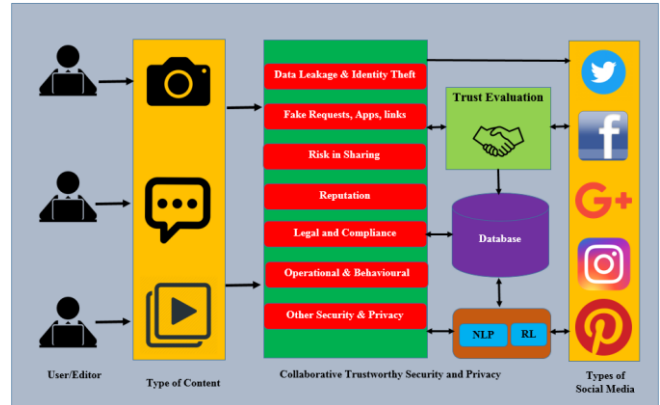 Data Leakage & Identity Theft
Fake Requests, Apps, links
Risk in Sharing
Reputation
Legal and Compliance
Operational & Behavioural
Other Security & Privacy
Trust Evaluation
Database
NLP
RL
f
G+
User/Editor
Type of Content
Collaborative Trustworthy Security and Privacy
Types of
Social Media